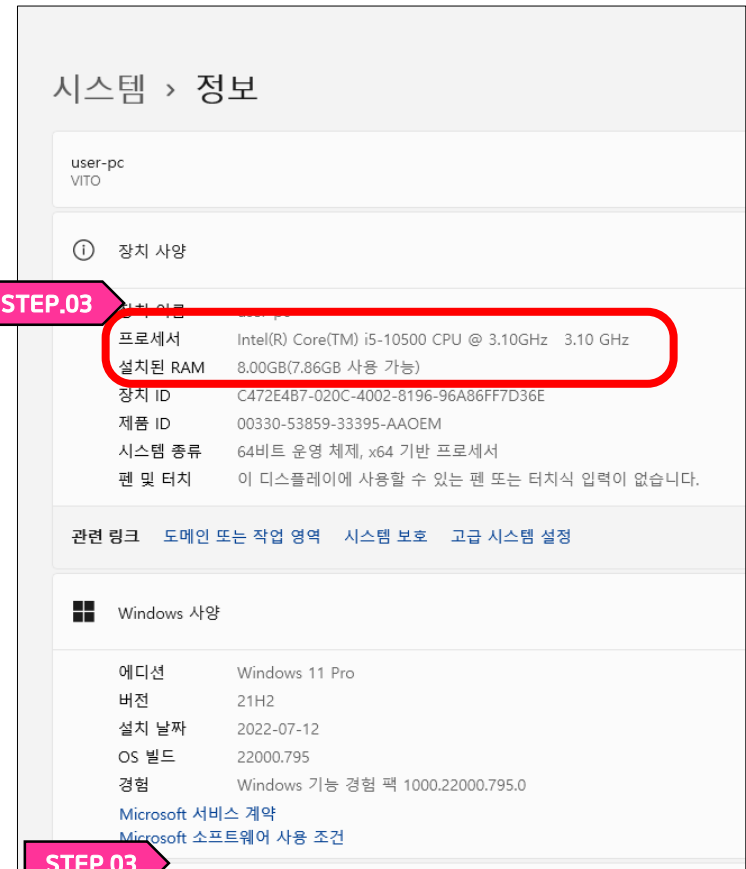 시스템 › 정보
user-pc
VITO
장치 사양
STEP.03
장치 이름 user-pc
프로세서 Intel(R) Core(TM) i5-10500 CPU @ 3.10GHz 3.10 GHz
설치된 RAM 8.00GB(7.86GB 사용 가능)
장치 ID C472E4B7-020C-4002-8196-96A86FF7D36E
제품 ID 00330-53859-33395-AAOEM
시스템 종류 64비트 운영 체제, x64 기반 프로세서
펜 및 터치 이 디스플레이에 사용할 수 있는 펜 또는 터치식 입력이 없습니다.
관련 링크 도메인 또는 작업 영역 시스템 보호 고급 시스템 설정
Windows 사양
에디션 Windows 11 Pro
버전 21H2
설치 날짜 2022-07-12
OS 빌드 22000.795
경험 Windows 기능 경험 팩 1000.22000.795.0
Microsoft 서비스 계약
Microsoft 소프트웨어 사용 조건
STEP.03